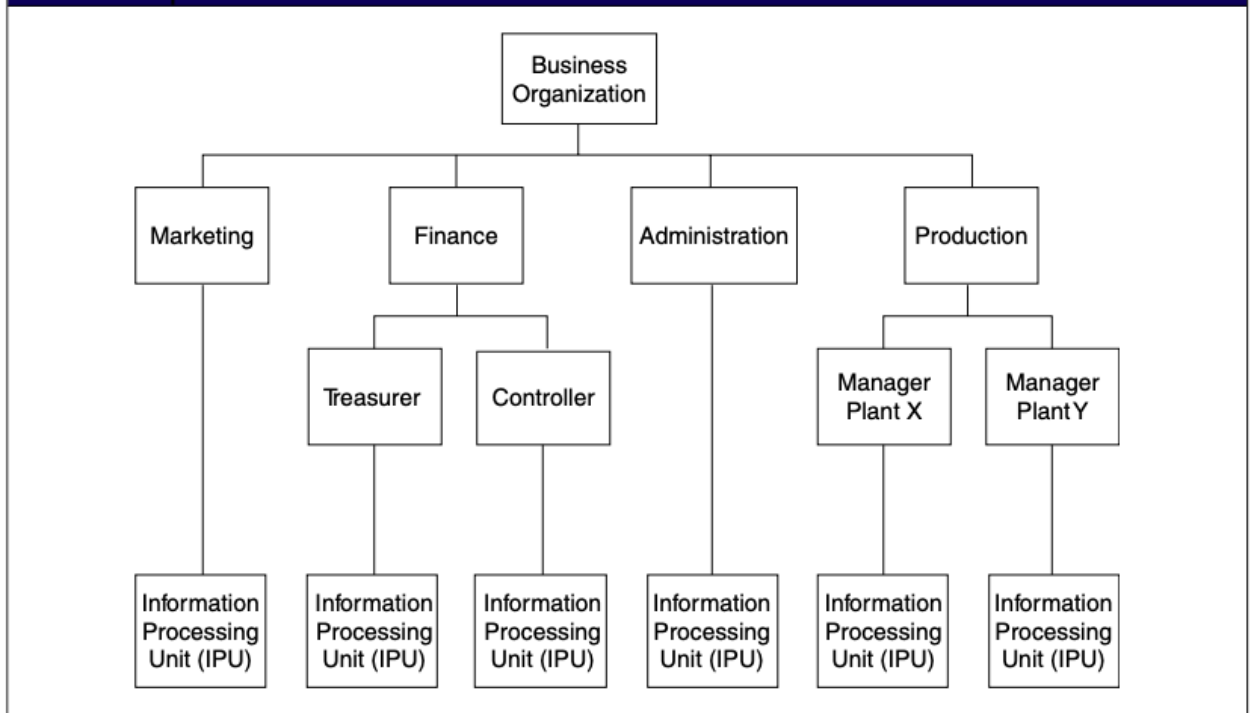 Business
Organization
Marketing
Finance
Administration
Production
Treasurer
Controller
Manager
Plant X
Manager
Plant Y
Information
Processing
Unit (IPU)
Information
Processing
Unit (IPU)
Information
Processing
Unit (IPU)
Information
Processing
Unit (IPU)
Information
Processing
Unit (IPU)
Information
Processing
Unit (IPU)